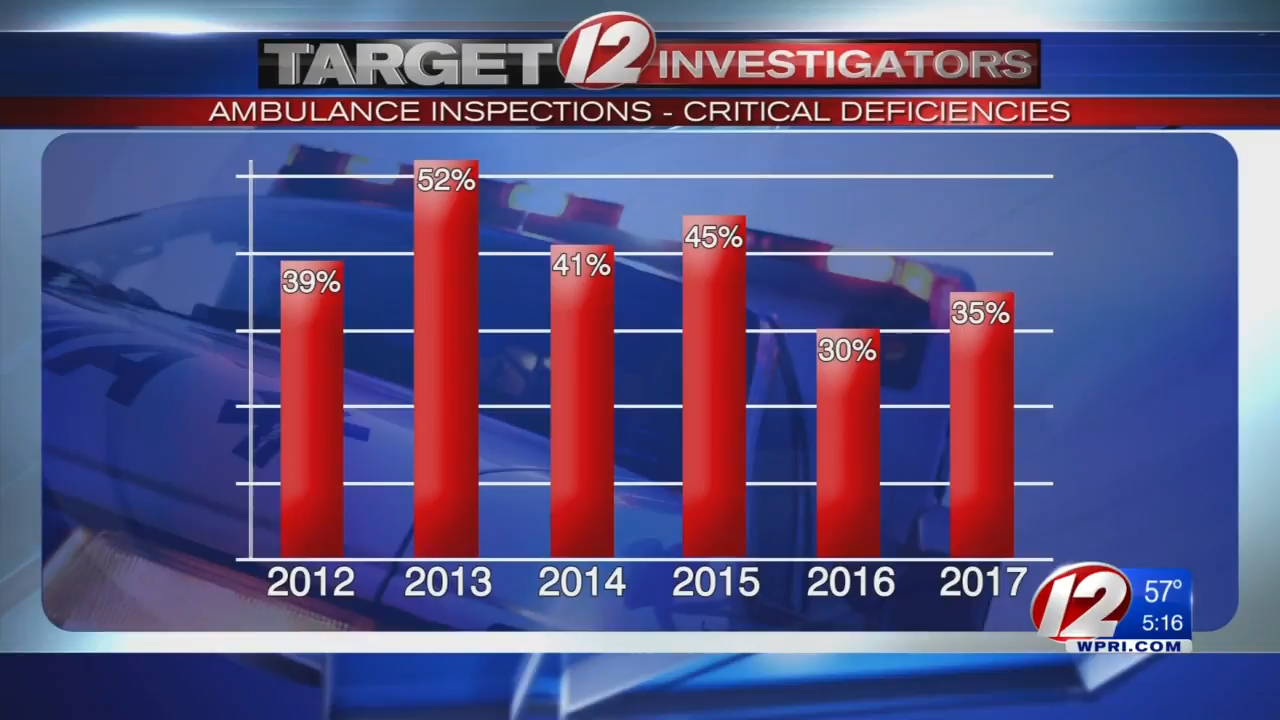 TARGET 12 INVESTIGATORS
AMBULANCE INSPECTIONS - CRITICAL DEFICIENCIES
52%
45%
41%
39%
35%
30%
2012 2013 2014 2015 2016 2017
12 57°
5:16
WPRI.COM